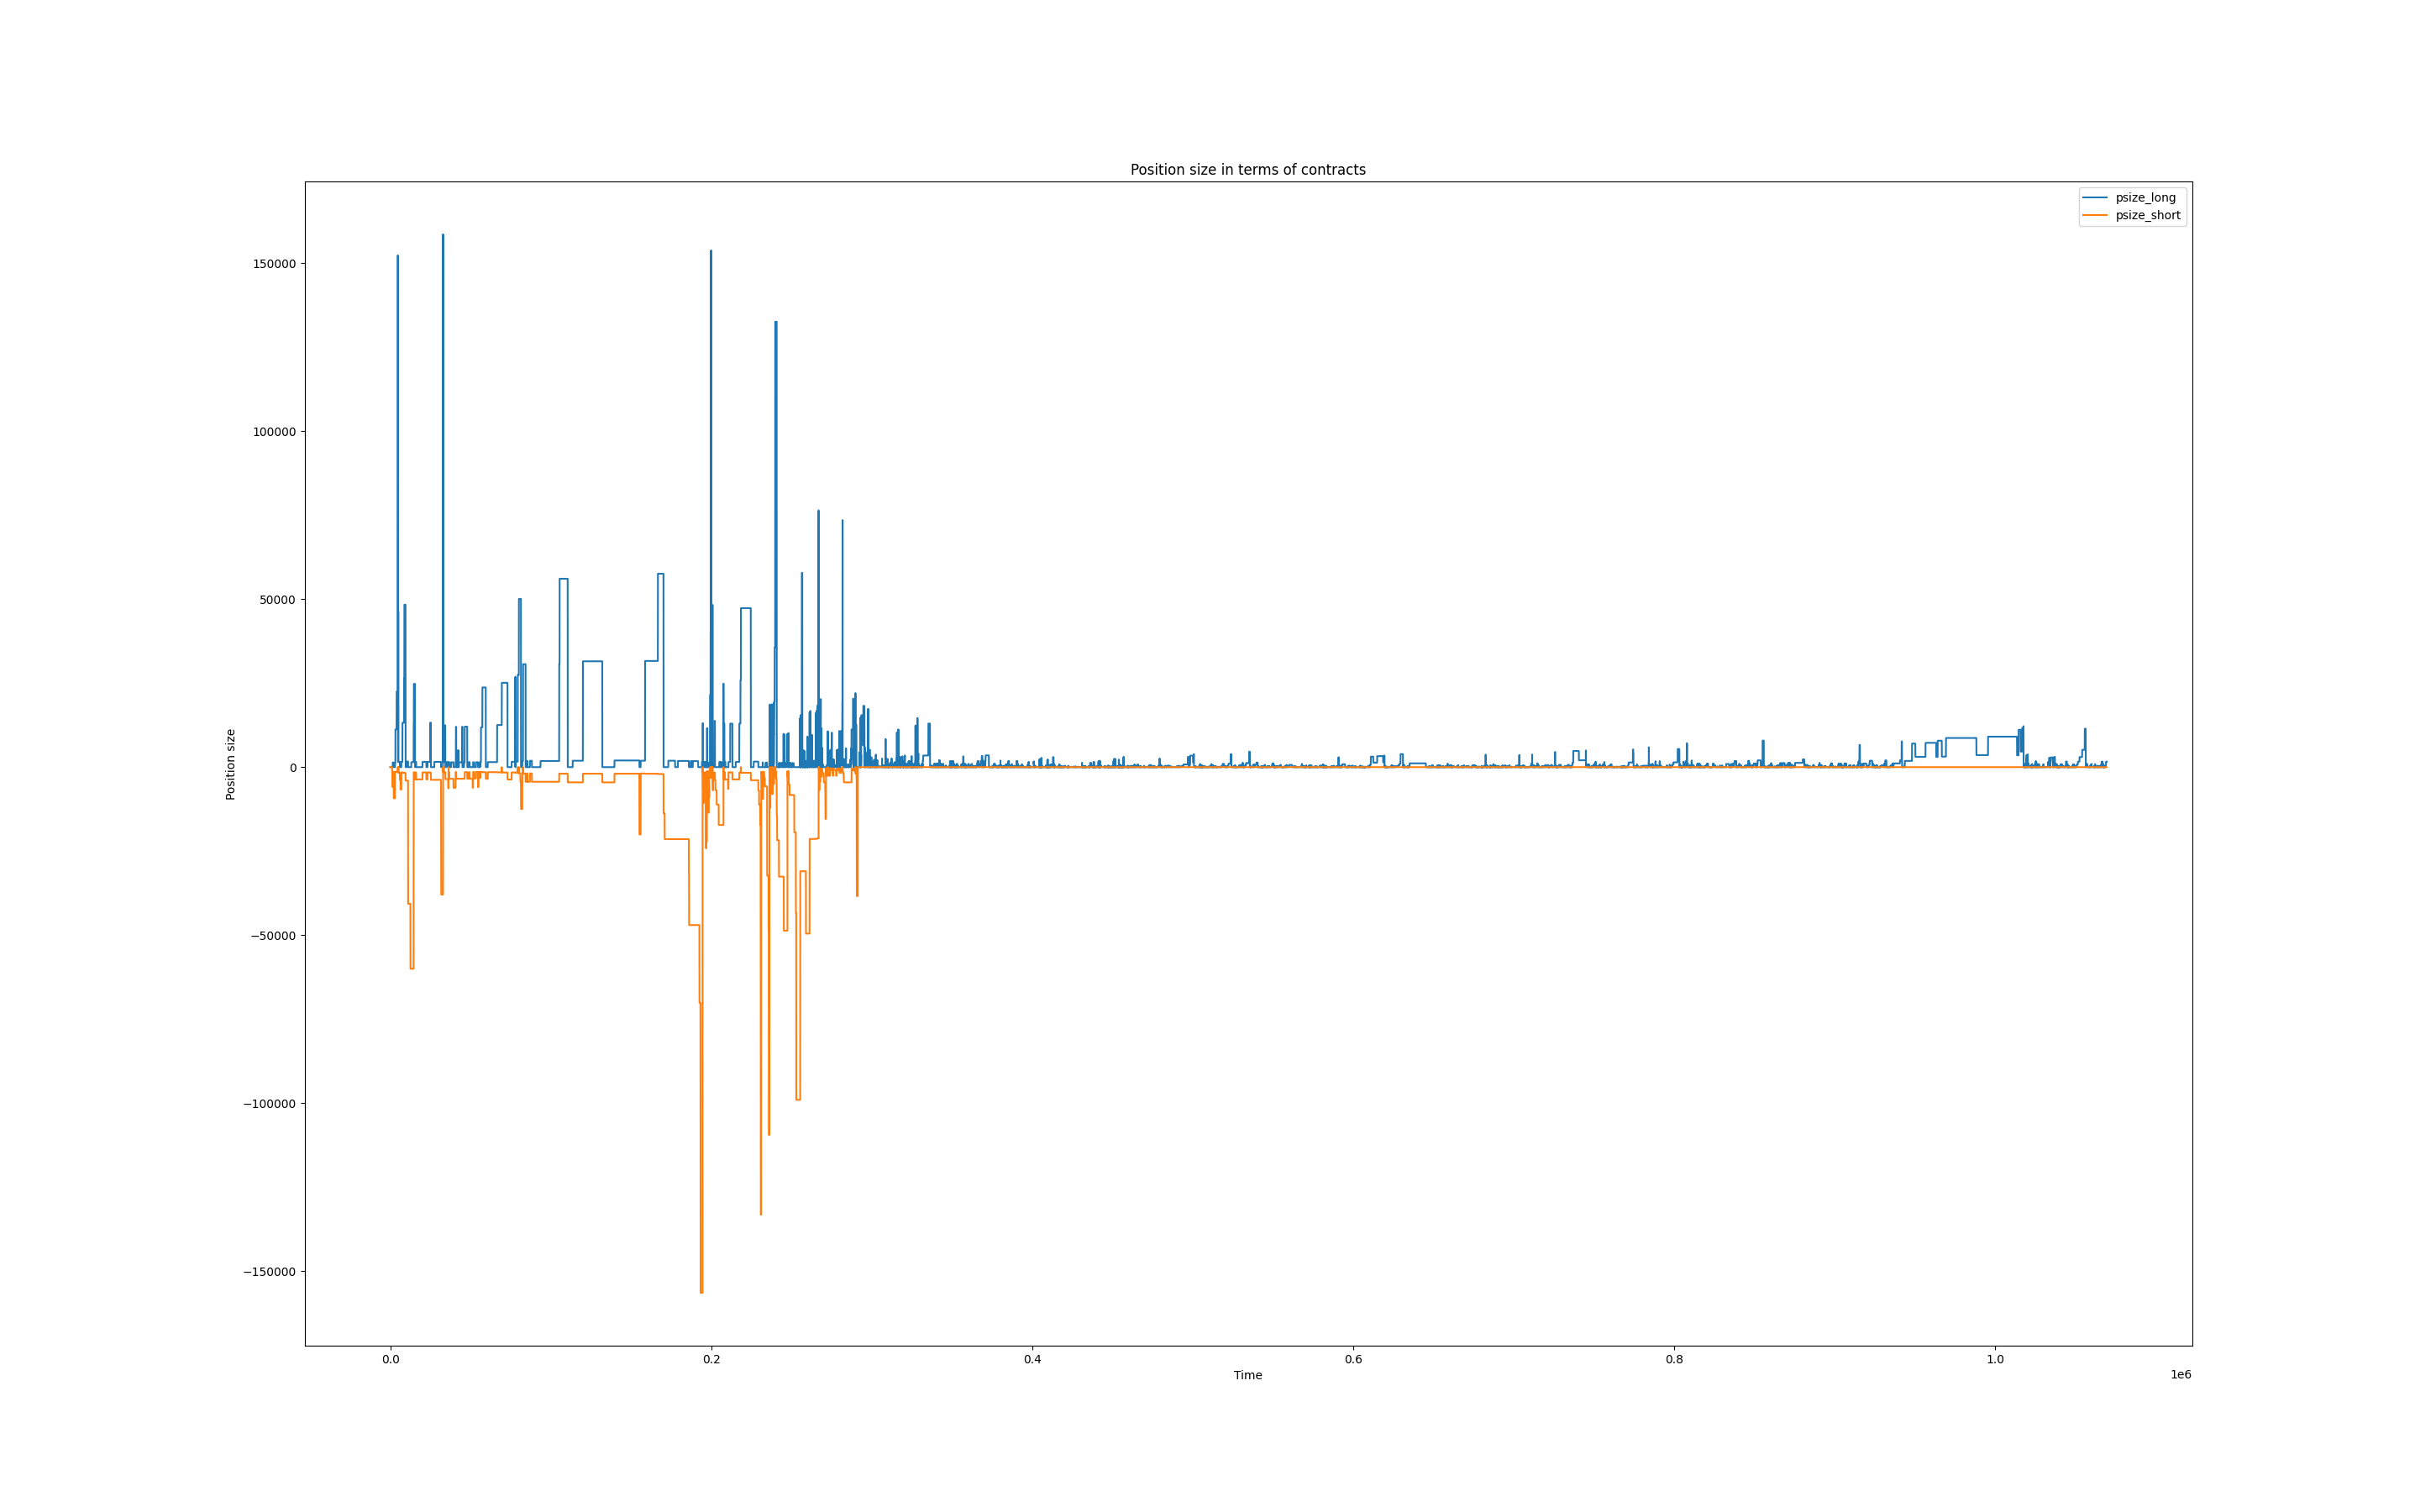 Position size in terms of contracts
psize_long
psize_short
150000
100000
50000
0
−50000
−100000
−150000
Position size
0.0
0.2
0.4
0.6
0.8
1.0
Time
1e6